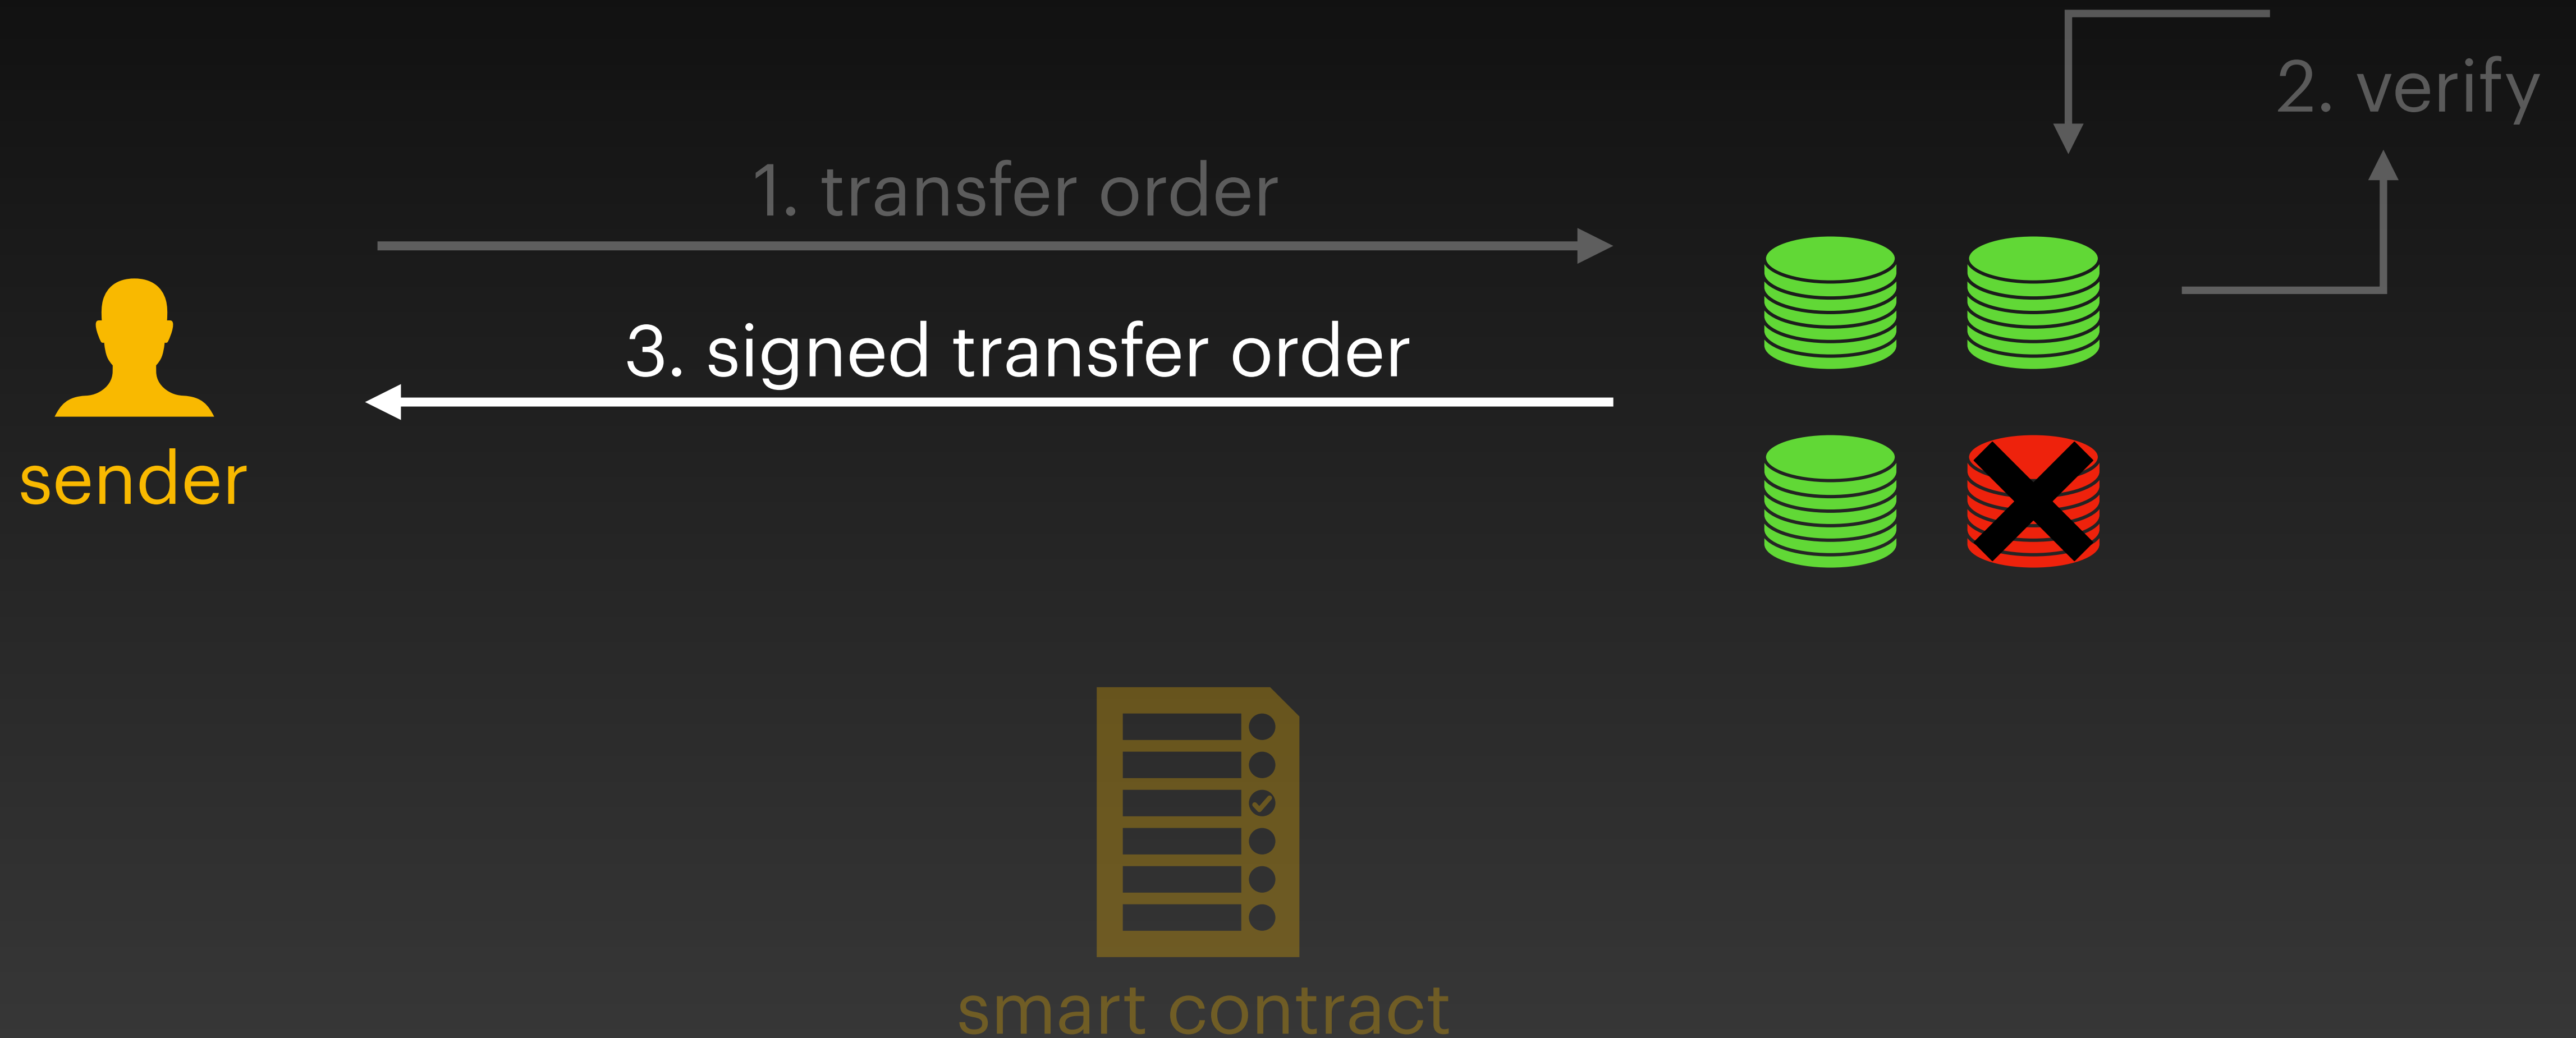 2. verify
1. transfer order
3. signed transfer order
sender
smart contract